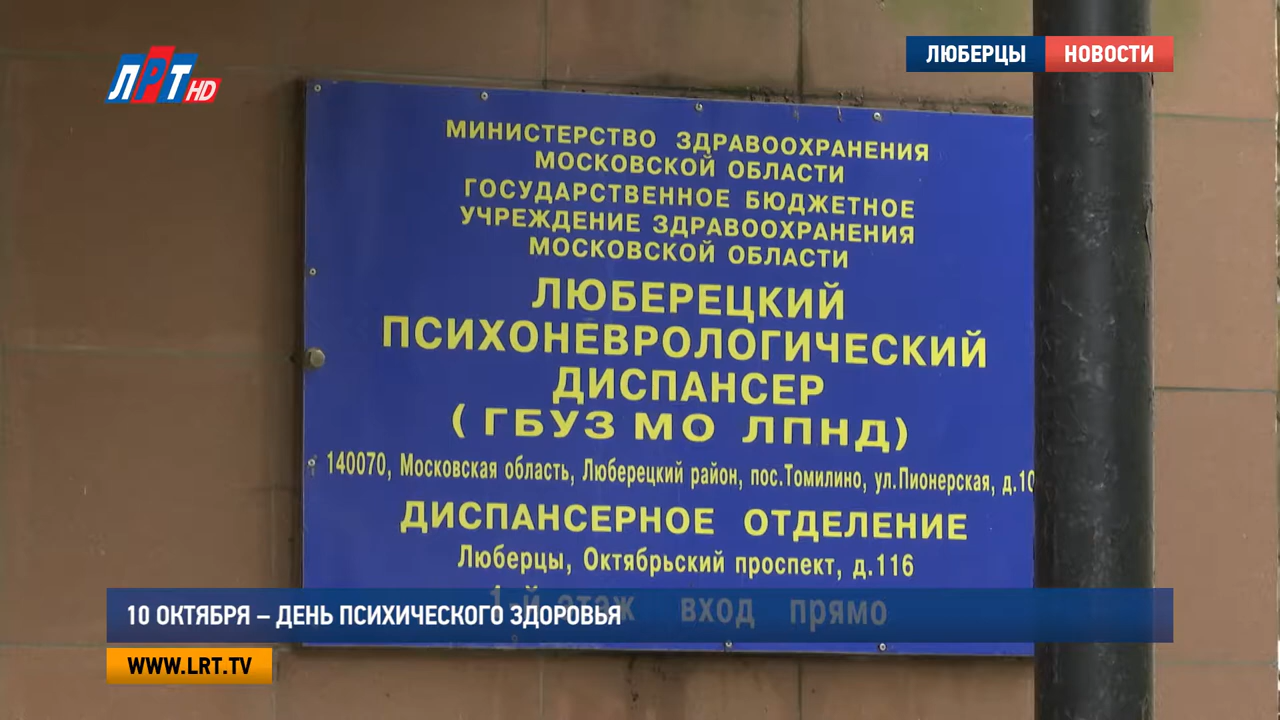 ЛРТ HD
ЛЮБЕРЦЫ НОВОСТИ
МИНИСТЕРСТВО ЗДРАВООХРАНЕНИЯ
МОСКОВСКОЙ ОБЛАСТИ
ГОСУДАРСТВЕННОЕ БЮДЖЕТНОЕ
УЧРЕЖДЕНИЕ ЗДРАВООХРАНЕНИЯ
МОСКОВСКОЙ ОБЛАСТИ
ЛЮБЕРЕЦКИЙ
ПСИХОНЕВРОЛОГИЧЕСКИЙ
ДИСПАНСЕР
( ГБУЗ МО ЛПНД)
140070, Московская область, Люберецкий район, пос.Томилино, ул.Пионерская, д.10
ДИСПАНСЕРНОЕ ОТДЕЛЕНИЕ
Люберцы, Октябрьский проспект, д.116
1-й этаж вход прямо
10 ОКТЯБРЯ – ДЕНЬ ПСИХИЧЕСКОГО ЗДОРОВЬЯ
WWW.LRT.TV